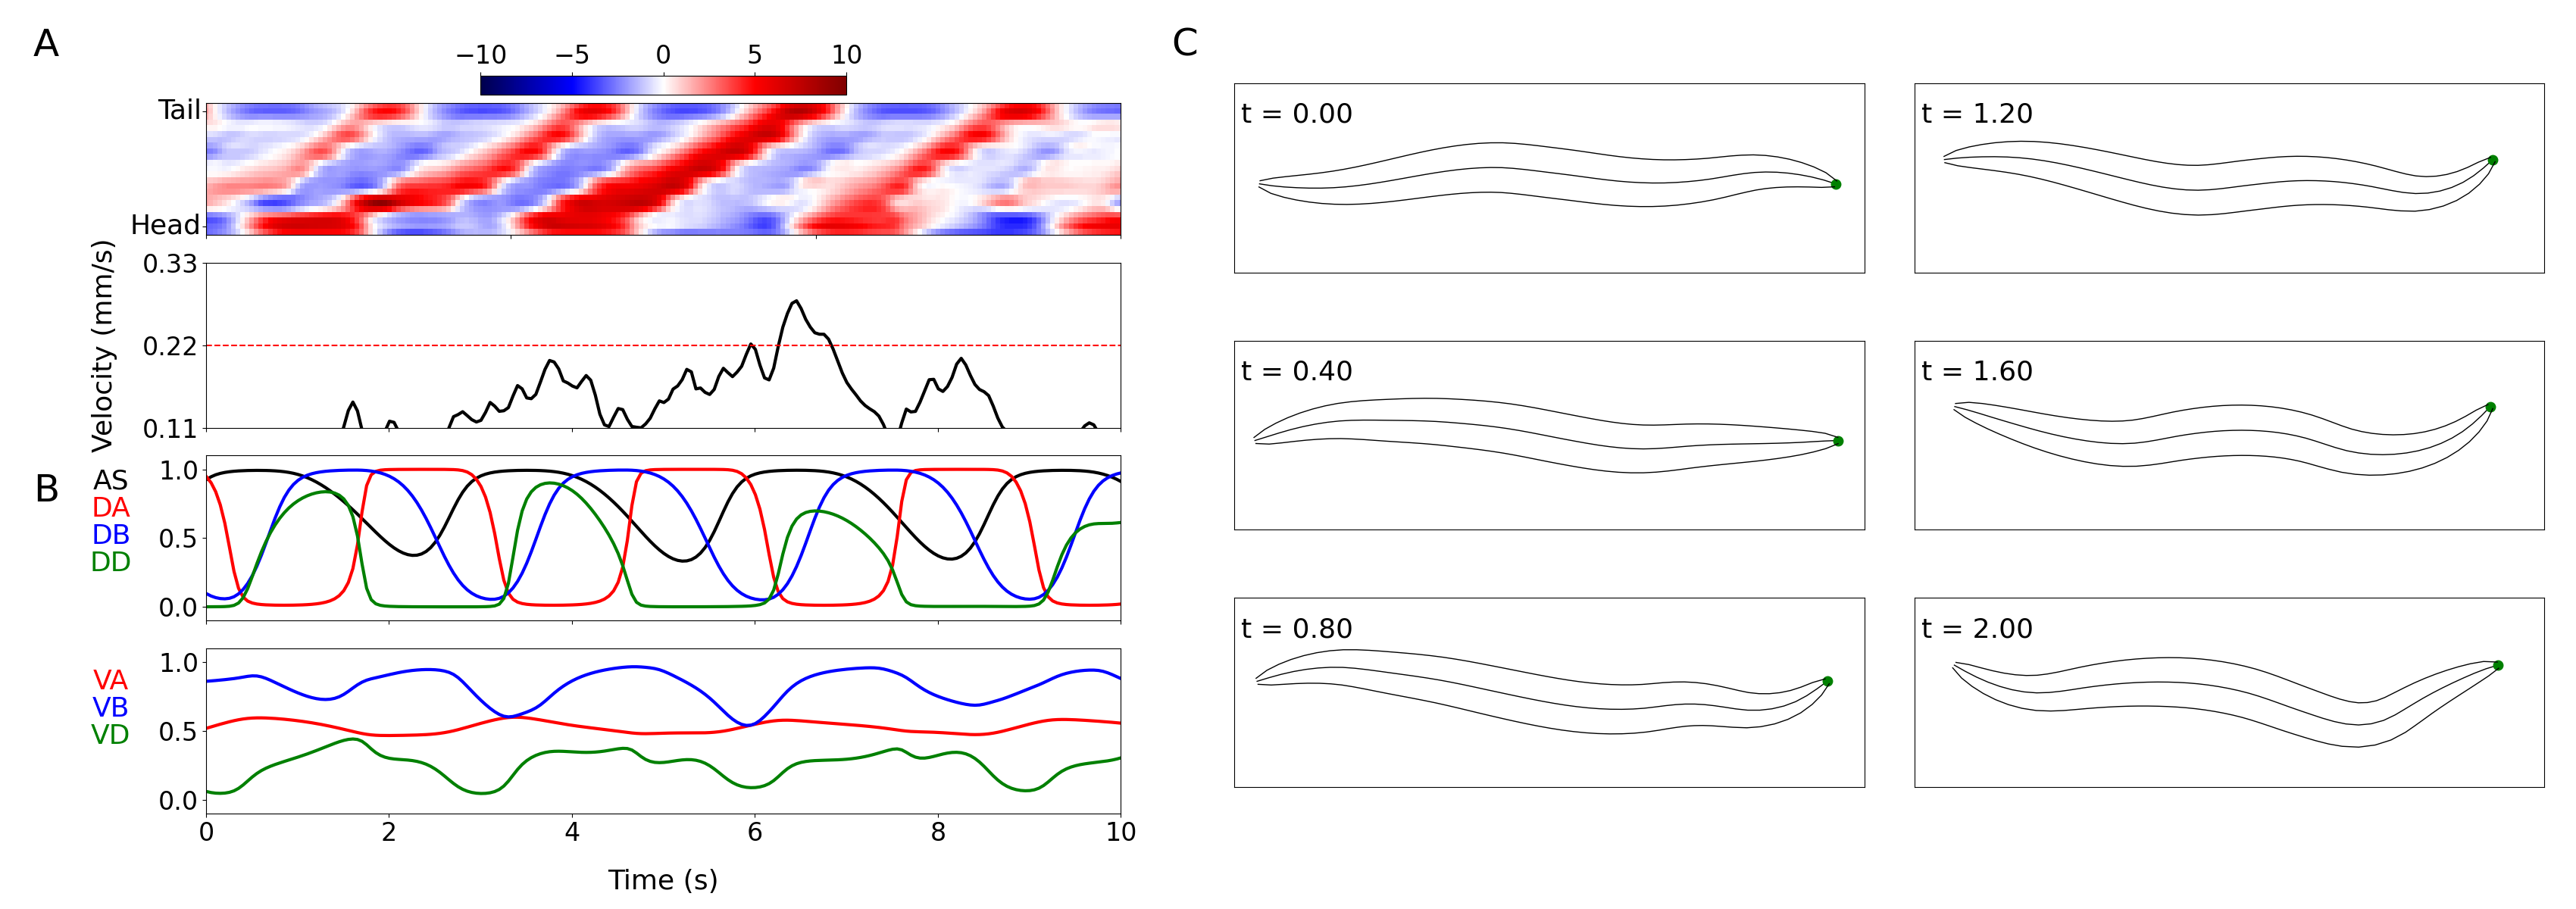 A
−10 −5 0 5 10
Tail
Head
Velocity (mm/s)
0.33
0.22
0.11
B
AS
DA
DB
DD
1.0
0.5
0.0
VA
VB
VD
1.0
0.5
0.0
0 2 4 6 8 10
Time (s)
C
t = 0.00
t = 1.20
t = 0.40
t = 1.60
t = 0.80
t = 2.00